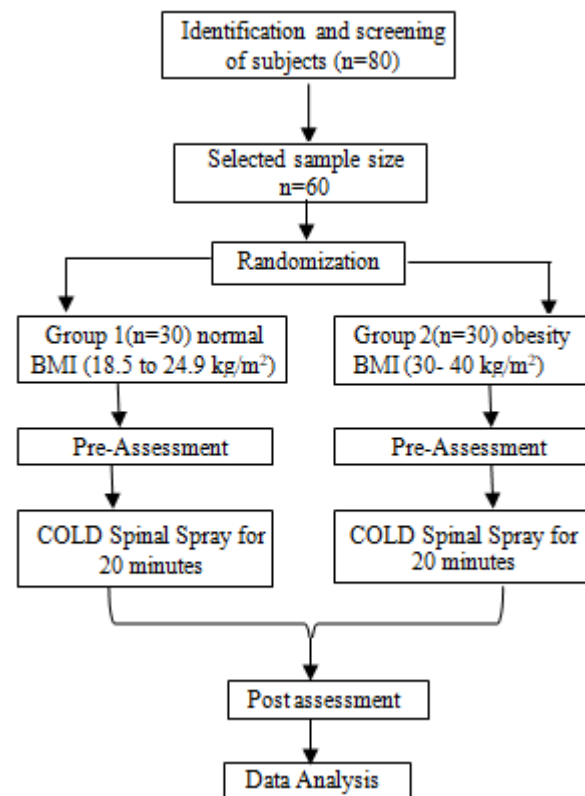 Identification and screening
of subjects (n=80)
Selected sample size
n=60
Randomization
Group 1(n=30) normal
BMI (18.5 to 24.9 kg/m²)
Group 2(n=30) obesity
BMI (30- 40 kg/m²)
Pre-Assessment
Pre-Assessment
COLD Spinal Spray for
20 minutes
COLD Spinal Spray for
20 minutes
Post assessment
Data Analysis